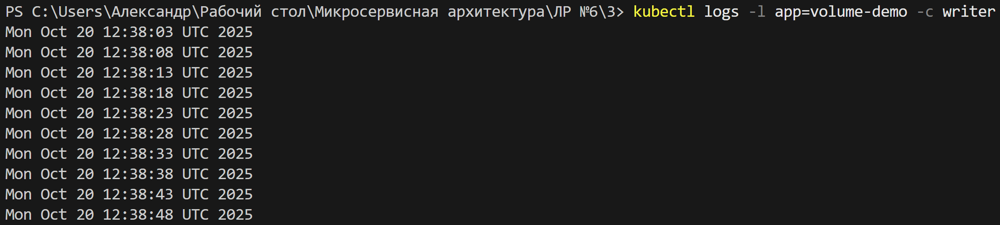 PS C:\Users\Александр\Рабочий стол\Микросервисная архитектура\ЛР №6\3> kubectl logs -l app=volume-demo -c writer
Mon Oct 20 12:38:03 UTC 2025
Mon Oct 20 12:38:08 UTC 2025
Mon Oct 20 12:38:13 UTC 2025
Mon Oct 20 12:38:18 UTC 2025
Mon Oct 20 12:38:23 UTC 2025
Mon Oct 20 12:38:28 UTC 2025
Mon Oct 20 12:38:33 UTC 2025
Mon Oct 20 12:38:38 UTC 2025
Mon Oct 20 12:38:43 UTC 2025
Mon Oct 20 12:38:48 UTC 2025